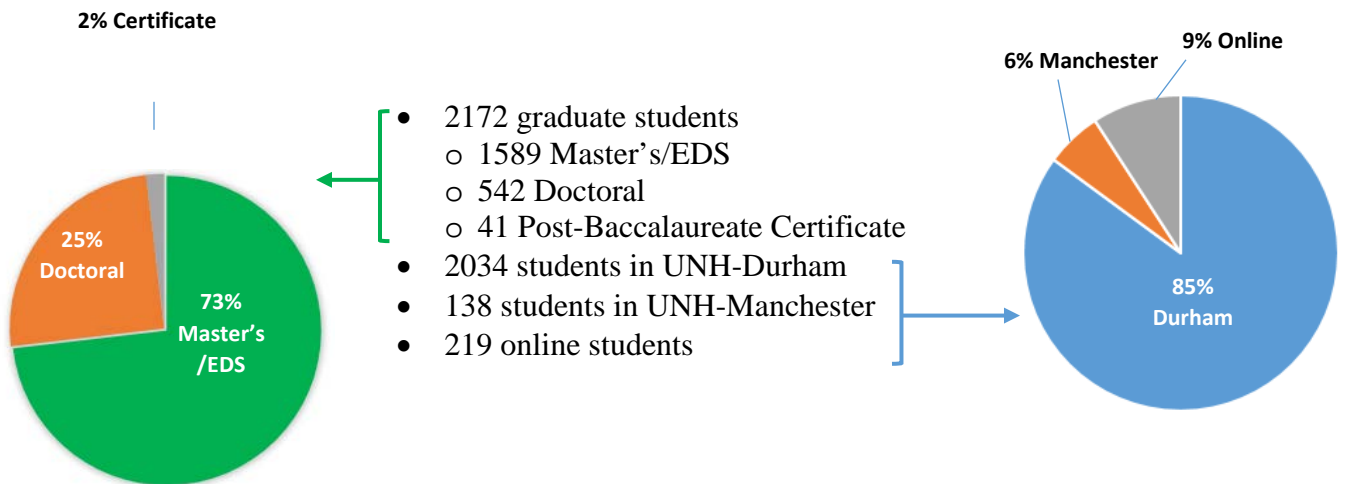 2% Certificate
25%
Doctoral
73%
Master's
/EDS
• 2172 graduate students
o 1589 Master’s/EDS
o 542 Doctoral
o 41 Post-Baccalaureate Certificate
• 2034 students in UNH-Durham
• 138 students in UNH-Manchester
• 219 online students
9% Online
6% Manchester
85%
Durham